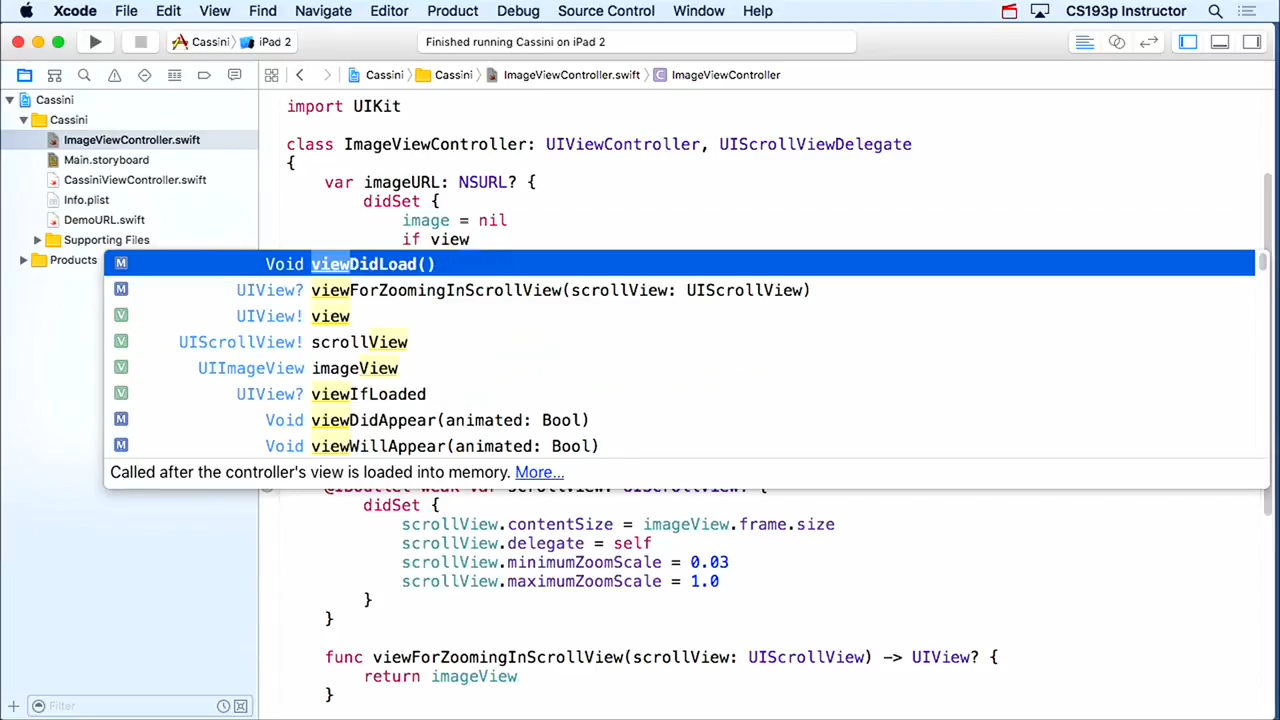 Xcode File Edit View Find Navigate Editor Product Debug Source Control Window Help CS193p Instructor
Cassini iPad 2 Finished running Cassini on iPad 2
Cassini Cassini ImageViewController.swift C ImageViewController
Cassini
Cassini
ImageViewController.swift
Main.storyboard
CassiniViewController.swift
Info.plist
DemoURL.swift
Supporting Files
Products
import UIKit
class ImageViewController: UIViewController, UIScrollViewDelegate
{
var imageURL: NSURL? {
didSet {
image = nil
if view
M Void viewDidLoad()
M UIView? viewForZoomingInScrollView(scrollView: UIScrollView)
V UIView! view
V UIScrollView! scrollView
V UIImageView imageView
V UIView? viewIfLoaded
M Void viewDidAppear(animated: Bool)
M Void viewWillAppear(animated: Bool)
Called after the controller's view is loaded into memory. More...
@IBOutlet weak var scrollView: UIScrollView! {
didSet {
scrollView.contentSize = imageView.frame.size
scrollView.delegate = self
scrollView.minimumZoomScale = 0.03
scrollView.maximumZoomScale = 1.0
}
}
func viewForZoomingInScrollView(scrollView: UIScrollView) -> UIView? {
return imageView
}
Filter